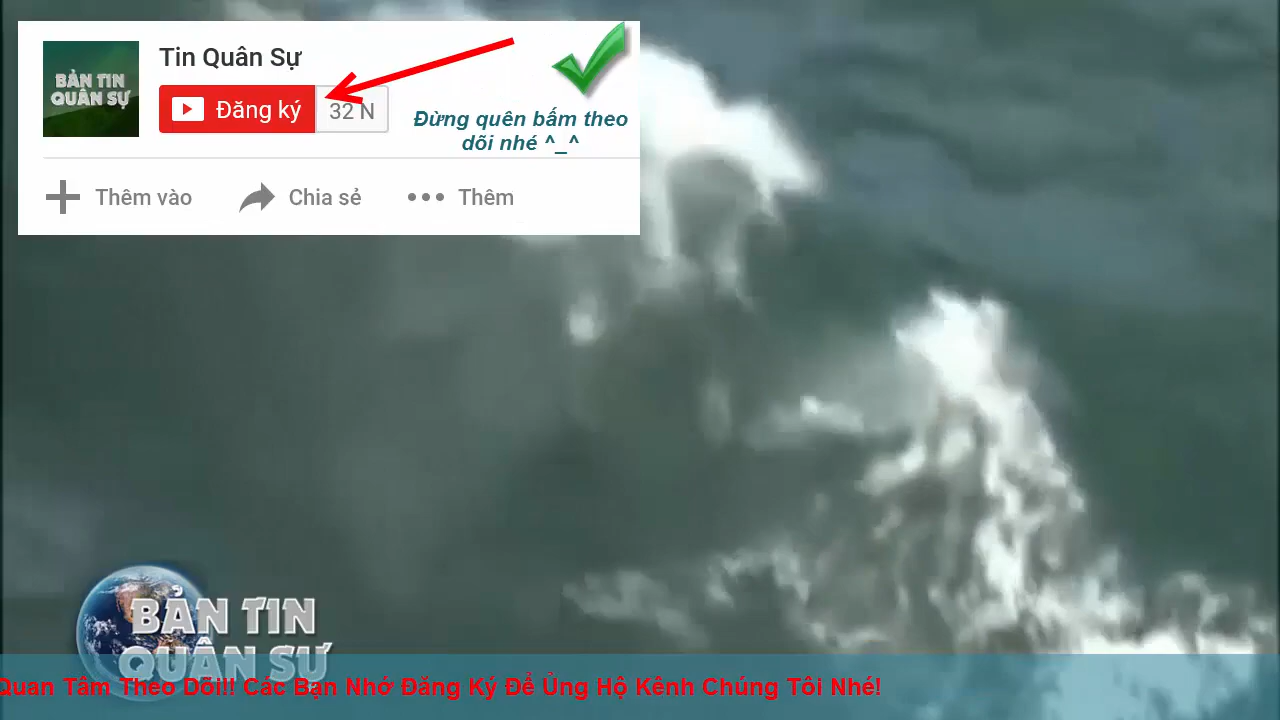 Tin Quân Sự
BẢN TIN
QUÂN SỰ
Đăng ký
32 N
Đừng quên bấm theo
dõi nhé ^_^
Thêm vào
Chia sẻ
Thêm
BẢN TIN
QUÂN SỰ
Quan Tâm Theo Dõi!! Các Bạn Nhớ Đăng Ký Để Ủng Hộ Kênh Chúng Tôi Nhé!